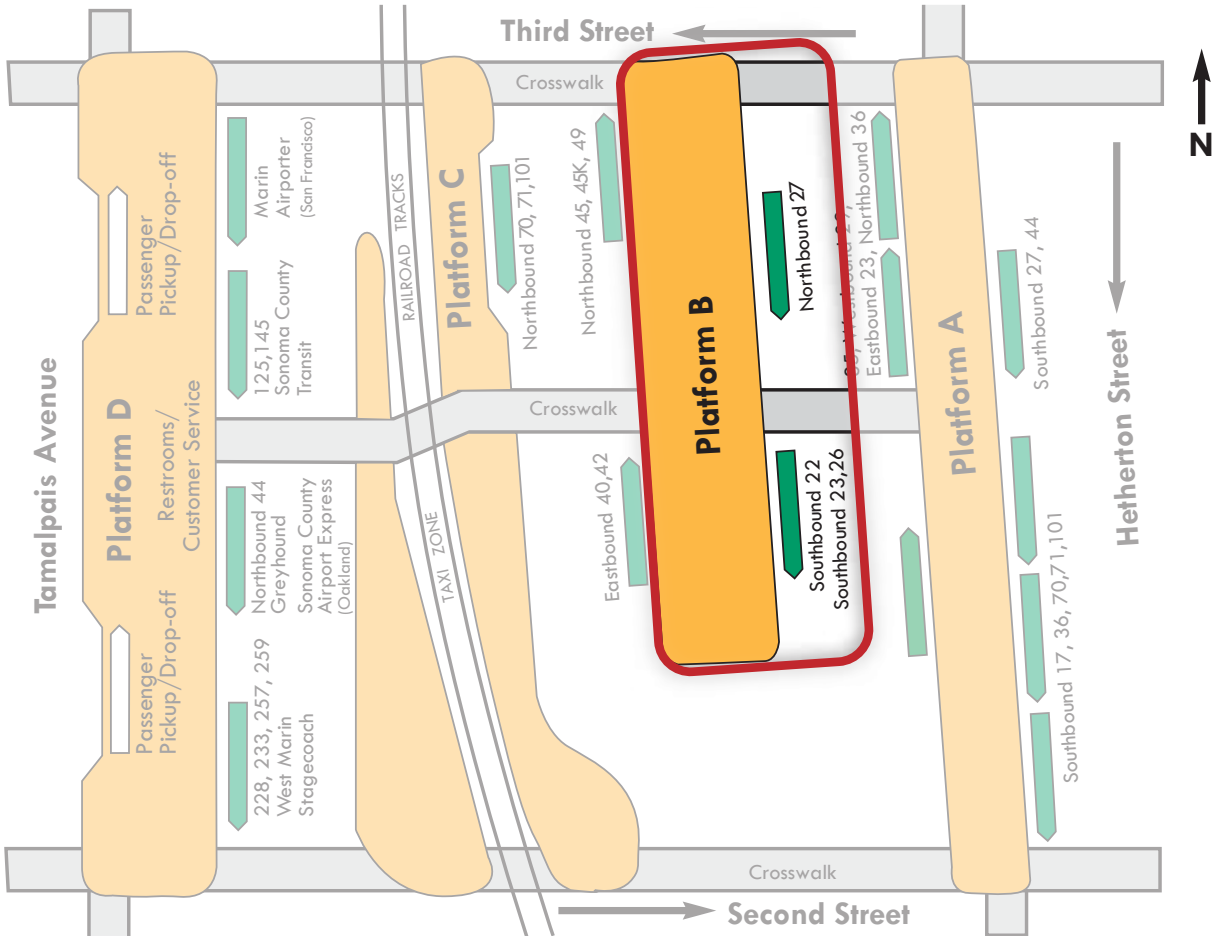 Third Street
Crosswalk
N
Marin
Airporter
(San Francisco)
Passenger
Pickup/Drop-off
125,145
Sonoma County
Transit
RAILROAD TRACKS
Platform C
Northbound 70, 71,101
Northbound 45, 45K, 49
Platform B
Northbound 27
Eastbound 23, Northbound 36
Platform A
Southbound 27, 44
Hetherton Street
Tamalpais Avenue
Platform D
Restrooms/
Customer Service
Crosswalk
Northbound 44
Greyhound
Sonoma County
Airport Express
(Oakland)
TAXI ZONE
Eastbound 40,42
Southbound 22
Southbound 23,26
Southbound 17, 36, 70,71,101
Passenger
Pickup/Drop-off
228, 233, 257, 259
West Marin
Stagecoach
Crosswalk
Second Street